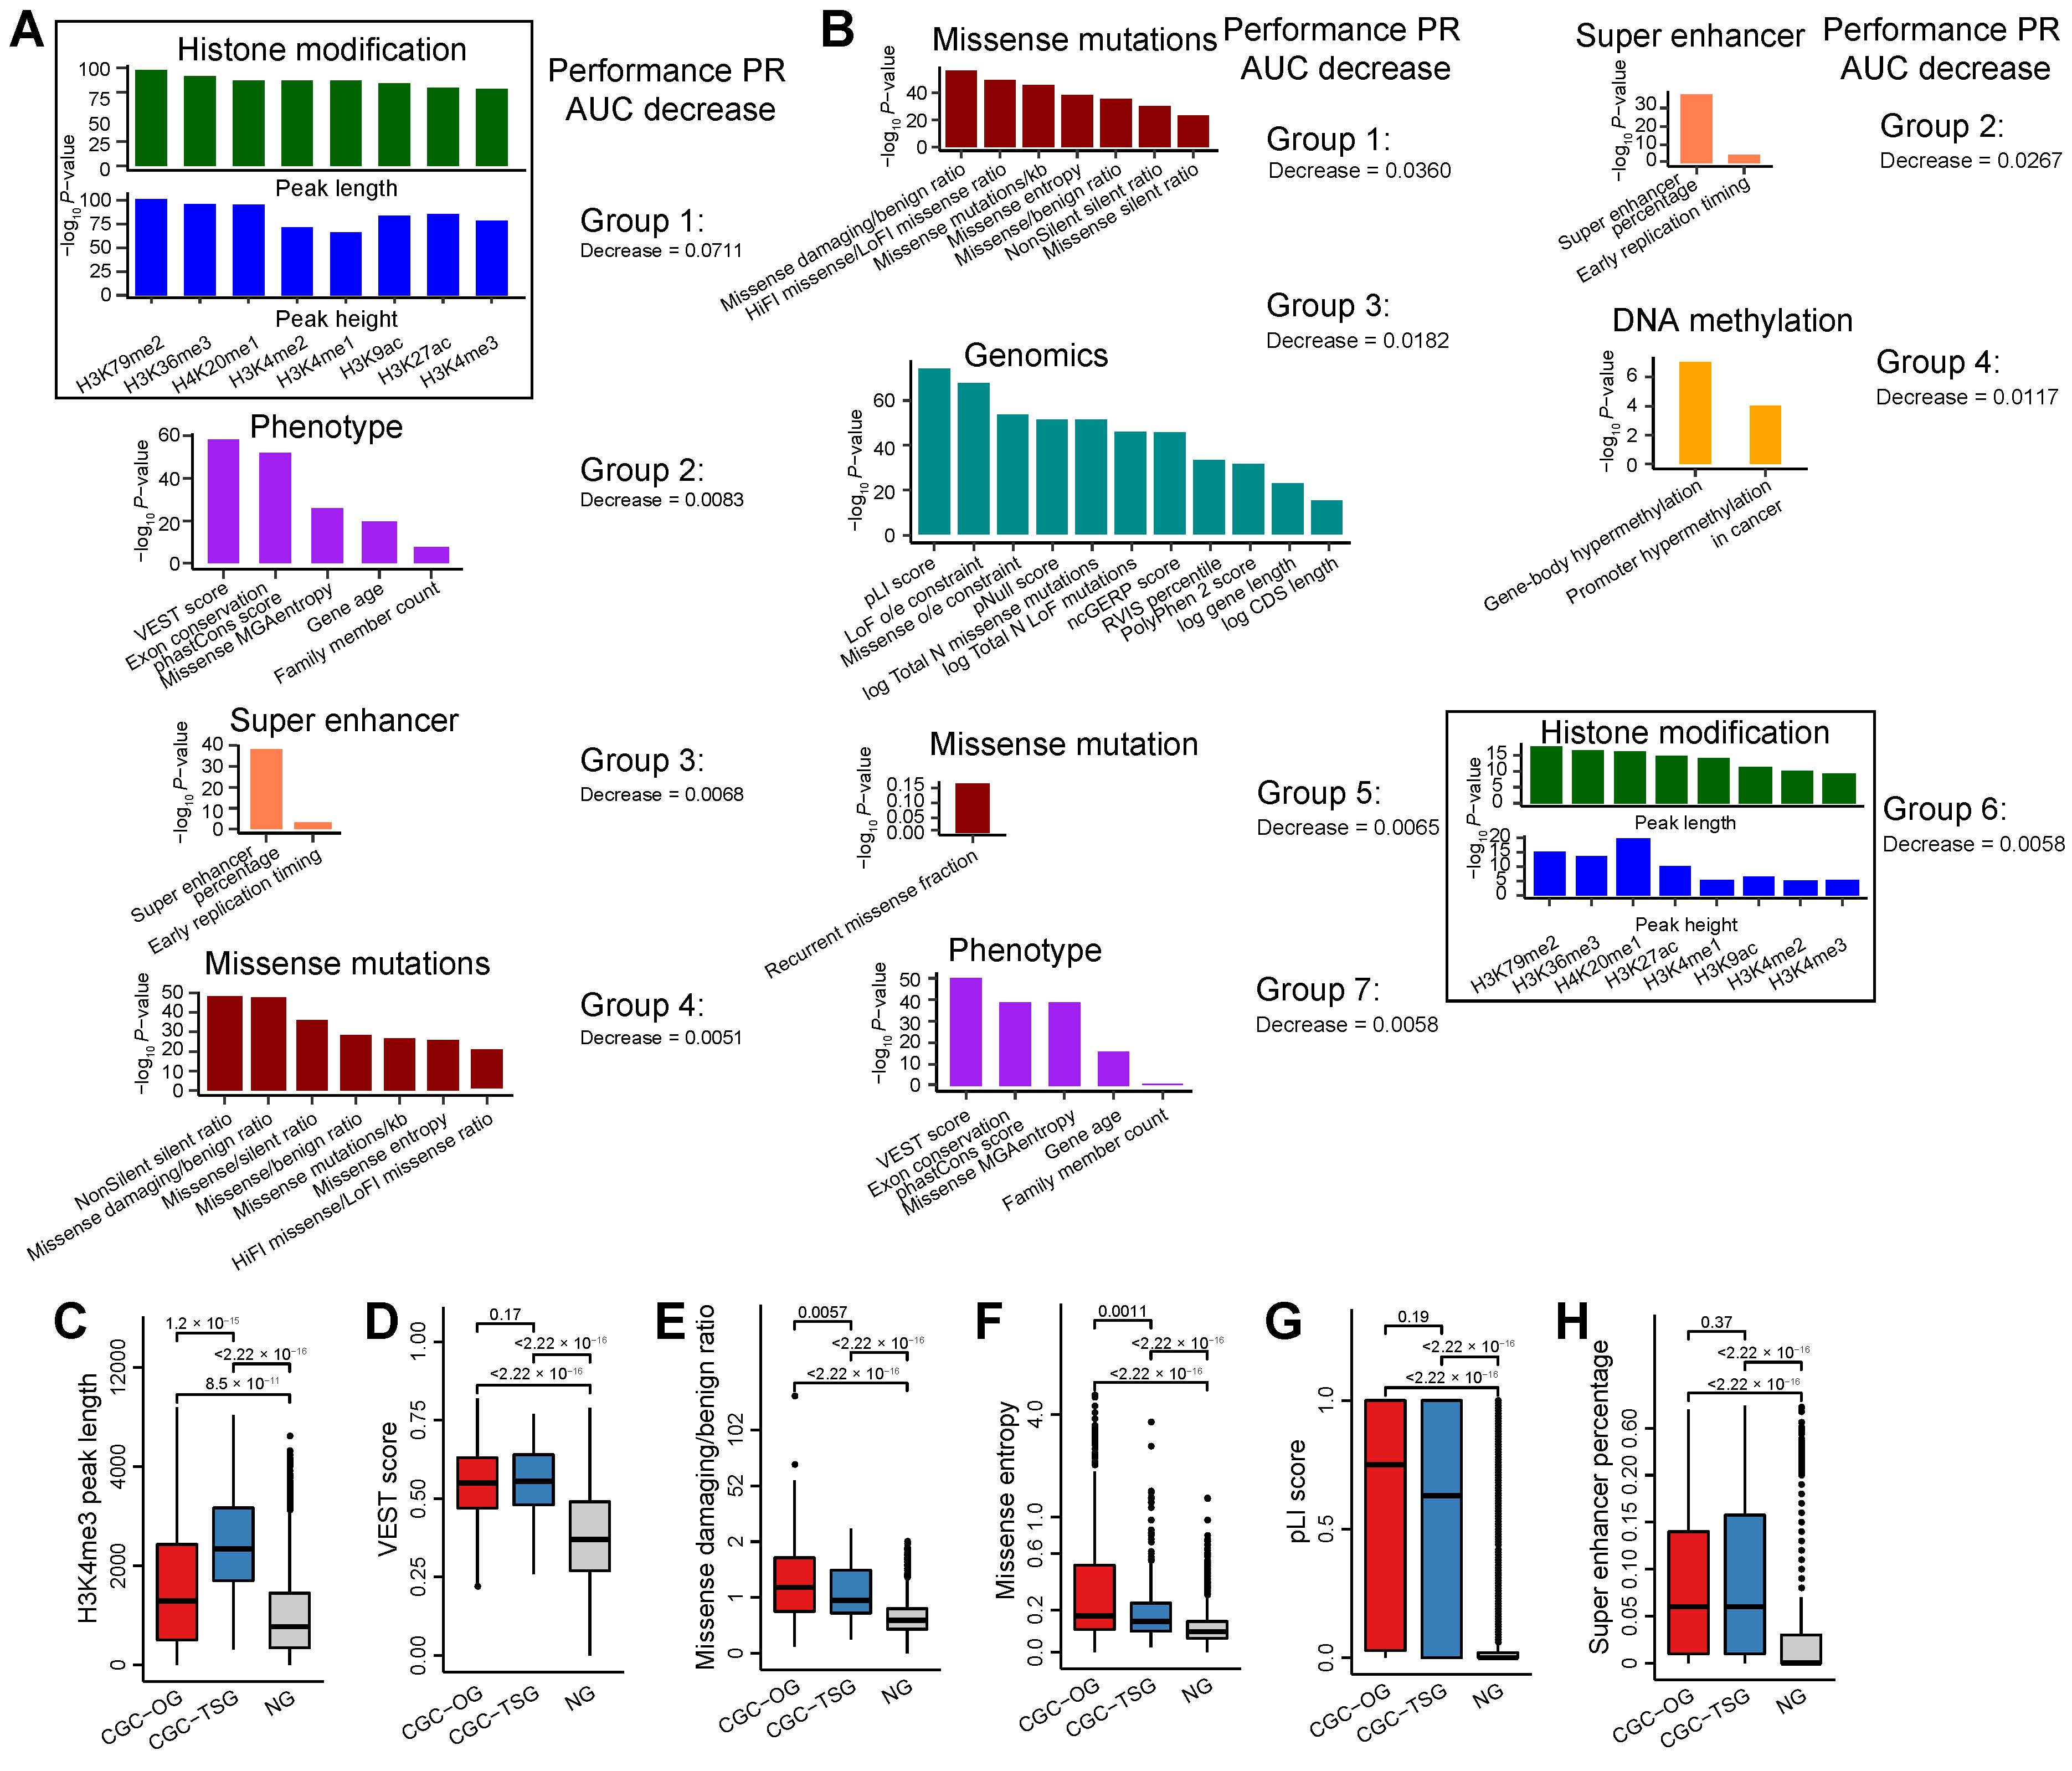 A
Histone modification
Performance PR
AUC decrease
−log10 P−value
100
75
50
25
0
Peak length
100
75
50
25
0
Peak height
H3K79me2
H3K36me3
H4K20me1
H3K4me2
H3K4me1
H3K9ac
H3K27ac
H3K4me3
Group 1:
Decrease = 0.0711
Phenotype
−log10 P−value
60
40
20
0
VEST score
Exon conservation
phastCons score
Missense MGAentropy
Gene age
Family member count
Group 2:
Decrease = 0.0083
Super enhancer
−log10 P−value
40
30
20
10
0
Super enhancer
percentage
Early replication timing
Group 3:
Decrease = 0.0068
Missense mutations
−log10 P−value
50
40
30
20
10
0
NonSilent silent ratio
Missense damaging/benign ratio
Missense/silent ratio
Missense/benign ratio
Missense mutations/kb
Missense entropy
HiFI missense/LoFI missense ratio
Group 4:
Decrease = 0.0051
B
Missense mutations
Performance PR
AUC decrease
−log10 P−value
40
20
0
Missense damaging/benign ratio
HiFI missense/LoFI missense ratio
Missense mutations/kb
Missense entropy
Missense/benign ratio
NonSilent silent ratio
Missense silent ratio
Group 1:
Decrease = 0.0360
Super enhancer
Performance PR
AUC decrease
−log10 P−value
30
20
10
0
Super enhancer
percentage
Early replication timing
Group 2:
Decrease = 0.0267
Genomics
−log10 P−value
60
40
20
0
pLI score
LoF o/e constraint
Missense o/e constraint
pNull score
log Total N missense mutations
log Total N LoF mutations
ncGERP score
RVIS percentile
PolyPhen 2 score
log gene length
log CDS length
Group 3:
Decrease = 0.0182
DNA methylation
−log10 P−value
6
4
2
0
Gene-body hypermethylation
Promoter hypermethylation
in cancer
Group 4:
Decrease = 0.0117
Missense mutation
−log10 P−value
0.15
0.10
0.05
0.00
Recurrent missense fraction
Group 5:
Decrease = 0.0065
Histone modification
−log10 P−value
15
10
5
0
Peak length
20
15
10
5
0
Peak height
H3K79me2
H3K36me3
H4K20me1
H3K27ac
H3K4me1
H3K9ac
H3K4me2
H3K4me3
Group 6:
Decrease = 0.0058
Phenotype
−log10 P−value
50
40
30
20
10
0
VEST score
Exon conservation
phastCons score
Missense MGAentropy
Gene age
Family member count
Group 7:
Decrease = 0.0058
C
H3K4me3 peak length
12000
4000
2000
0
1.2 × 10−15
<2.22 × 10−16
8.5 × 10−11
CGC−OG
CGC−TSG
NG
D
VEST score
1.00
0.75
0.50
0.25
0.00
0.17
<2.22 × 10−16
<2.22 × 10−16
CGC−OG
CGC−TSG
NG
E
Missense damaging/benign ratio
102
52
2
1
0
0.0057
<2.22 × 10−16
<2.22 × 10−16
CGC−OG
CGC−TSG
NG
F
Missense entropy
4.0
1.0
0.6
0.2
0.0
0.0011
<2.22 × 10−16
<2.22 × 10−16
CGC−OG
CGC−TSG
NG
G
pLI score
1.0
0.5
0.0
0.19
<2.22 × 10−16
<2.22 × 10−16
CGC−OG
CGC−TSG
NG
H
Super enhancer percentage
0.60
0.20
0.15
0.10
0.05
0
0.37
<2.22 × 10−16
<2.22 × 10−16
CGC−OG
CGC−TSG
NG